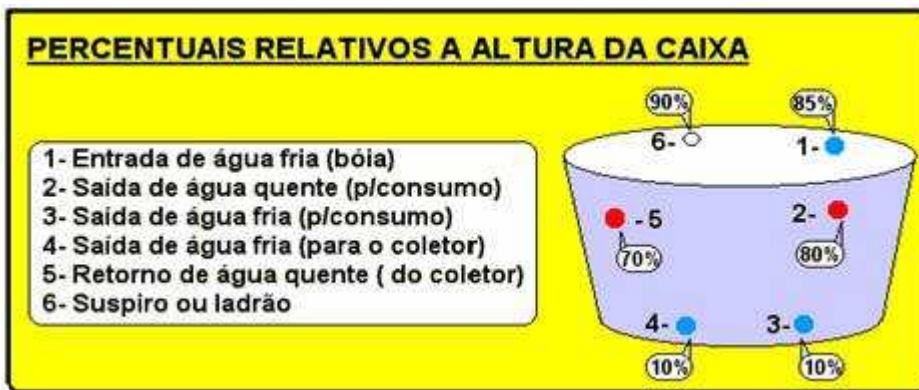 PERCENTUAIS RELATIVOS A ALTURA DA CAIXA
1- Entrada de água fria (bóia)
2- Saída de água quente (p/consumo)
3- Saída de água fria (p/consumo)
4- Saída de água fria (para o coletor)
5- Retorno de água quente ( do coletor)
6- Suspiro ou ladrão
90%
85%
6-
1-
- 5
2-
70%
80%
4-
3-
10%
10%